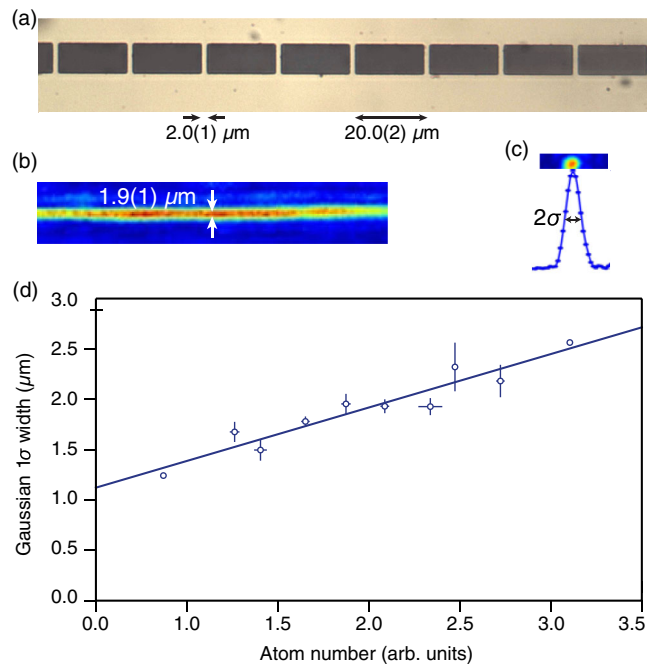 (a)
2.0(1) μm
20.0(2) μm
(b)
1.9(1) μm
(c)
2σ
(d)
3.0
2.5
2.0
1.5
1.0
0.5
0.0
Gaussian 1σ width (μm)
0.0 1.0 1.5 2.0 2.5 3.0 3.5
Atom number (arb. units)